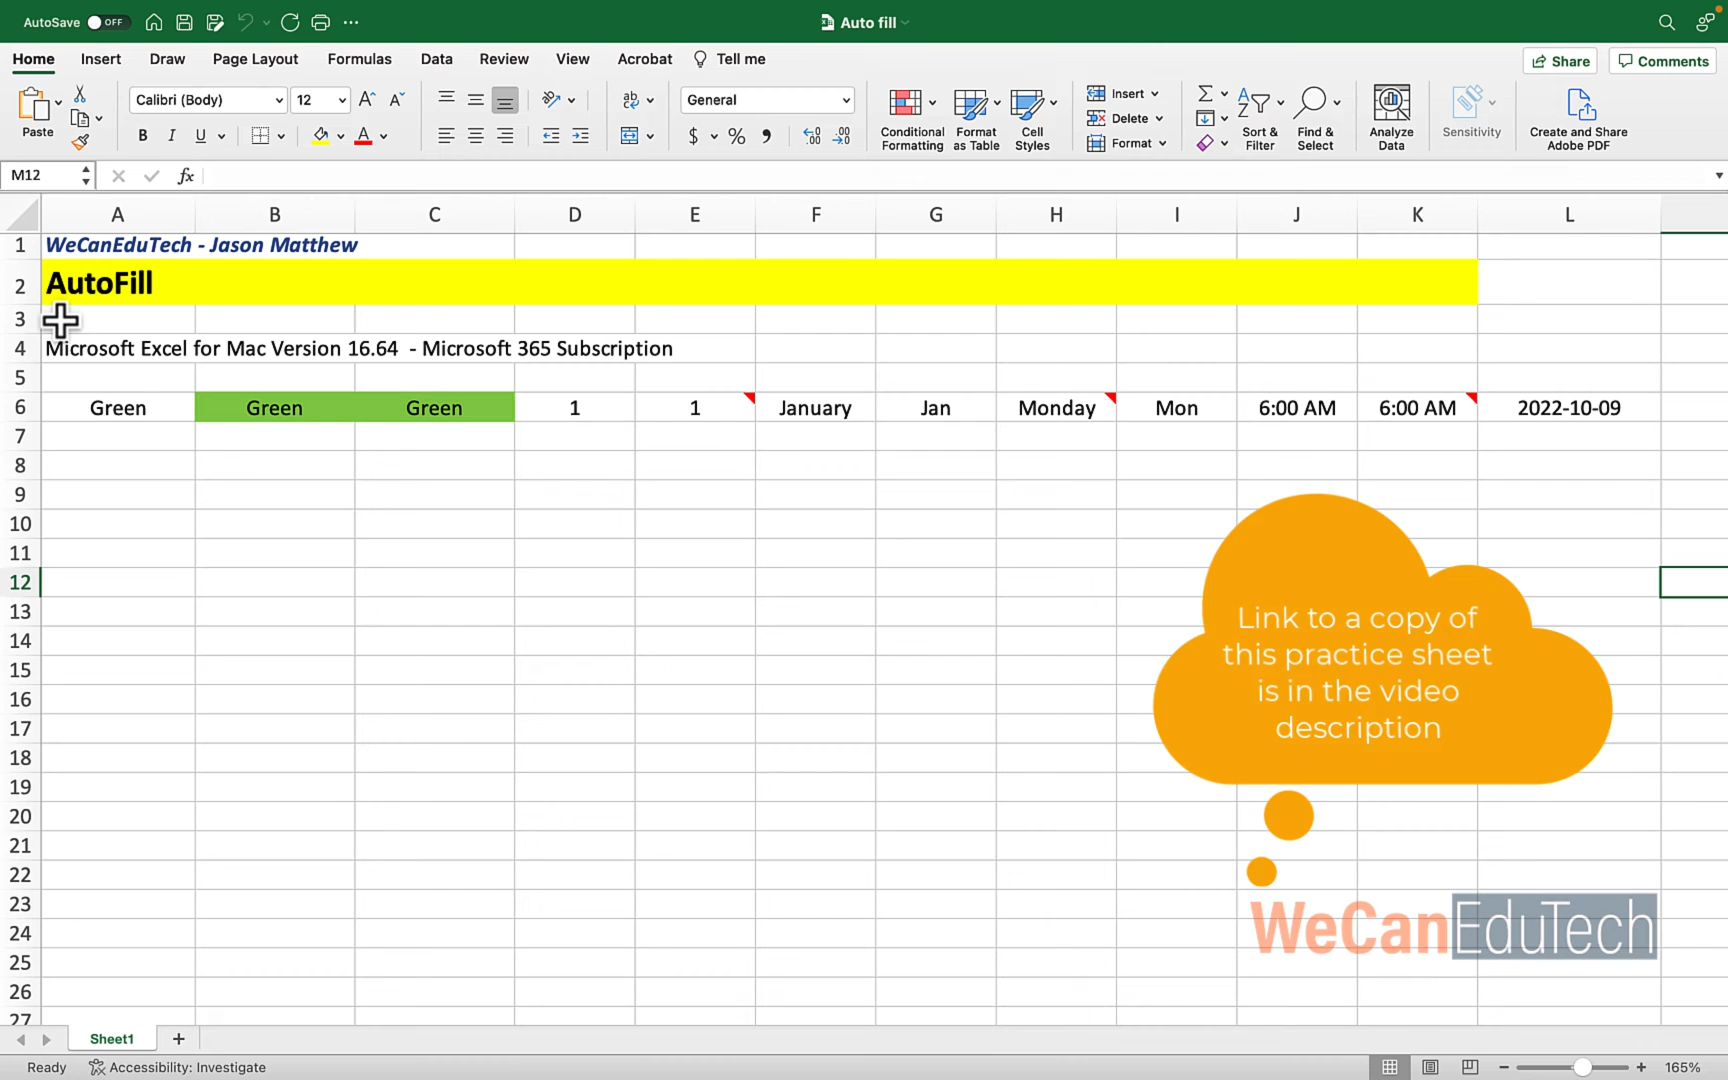 AutoSave OFF
Auto fill
Home Insert Draw Page Layout Formulas Data Review View Acrobat Tell me
Share Comments
Paste
Calibri (Body) 12
B I U
General
Conditional Formatting
Format as Table
Cell Styles
Insert
Delete
Format
Sort & Filter
Find & Select
Analyze Data
Sensitivity
Create and Share Adobe PDF
M12 fx
A B C D E F G H I J K L
1 WeCanEduTech - Jason Matthew
2 AutoFill
3
4 Microsoft Excel for Mac Version 16.64 - Microsoft 365 Subscription
5
6 Green Green Green 1 1 January Jan Monday Mon 6:00 AM 6:00 AM 2022-10-09
7
8
9
10
11
12
13
14
15
16
17
18
19
20
21
22
23
24
25
26
27
Link to a copy of
this practice sheet
is in the video
description
WeCanEduTech
Sheet1
Ready Accessibility: Investigate 165%